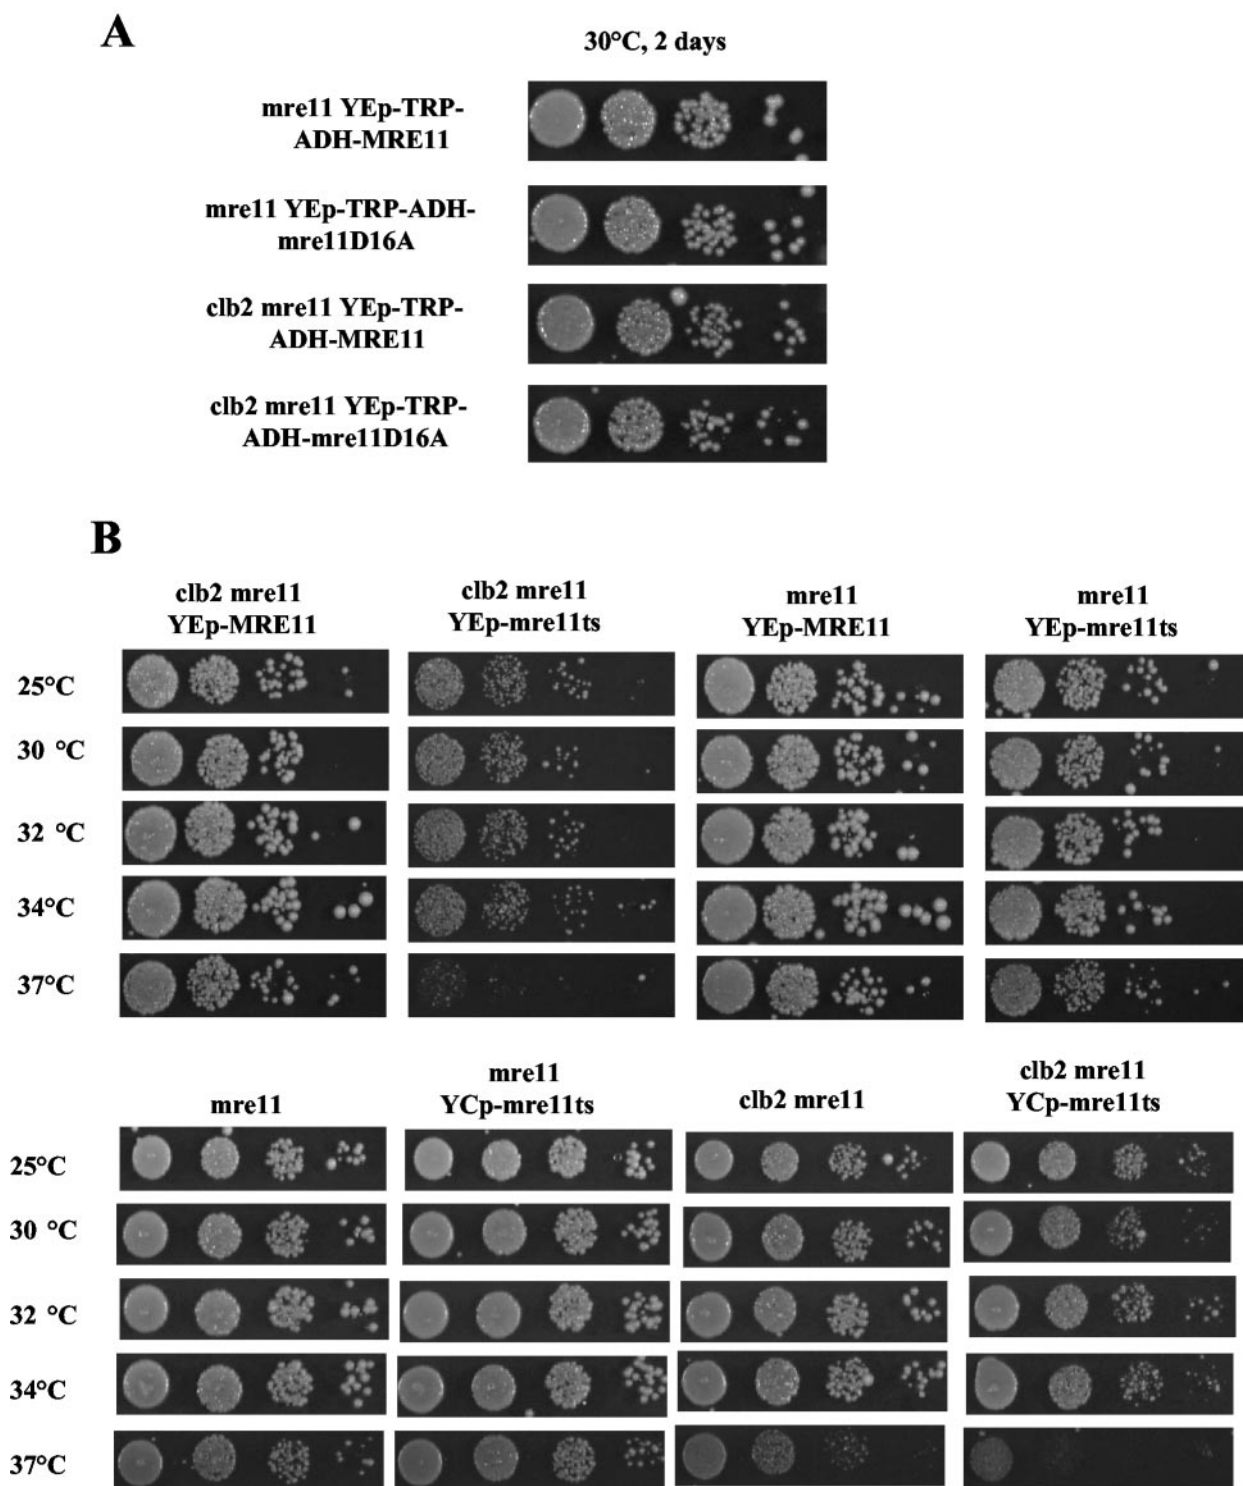 A
30°C, 2 days
mre11 YEp-TRP-
ADH-MRE11
mre11 YEp-TRP-ADH-
mre11D16A
clb2 mre11 YEp-TRP-
ADH-MRE11
clb2 mre11 YEp-TRP-
ADH-mre11D16A
B
clb2 mre11
YEp-MRE11
clb2 mre11
YEp-mre11ts
mre11
YEp-MRE11
mre11
YEp-mre11ts
25°C
30 °C
32 °C
34°C
37°C
mre11
mre11
YCp-mre11ts
clb2 mre11
clb2 mre11
YCp-mre11ts
25°C
30 °C
32 °C
34°C
37°C